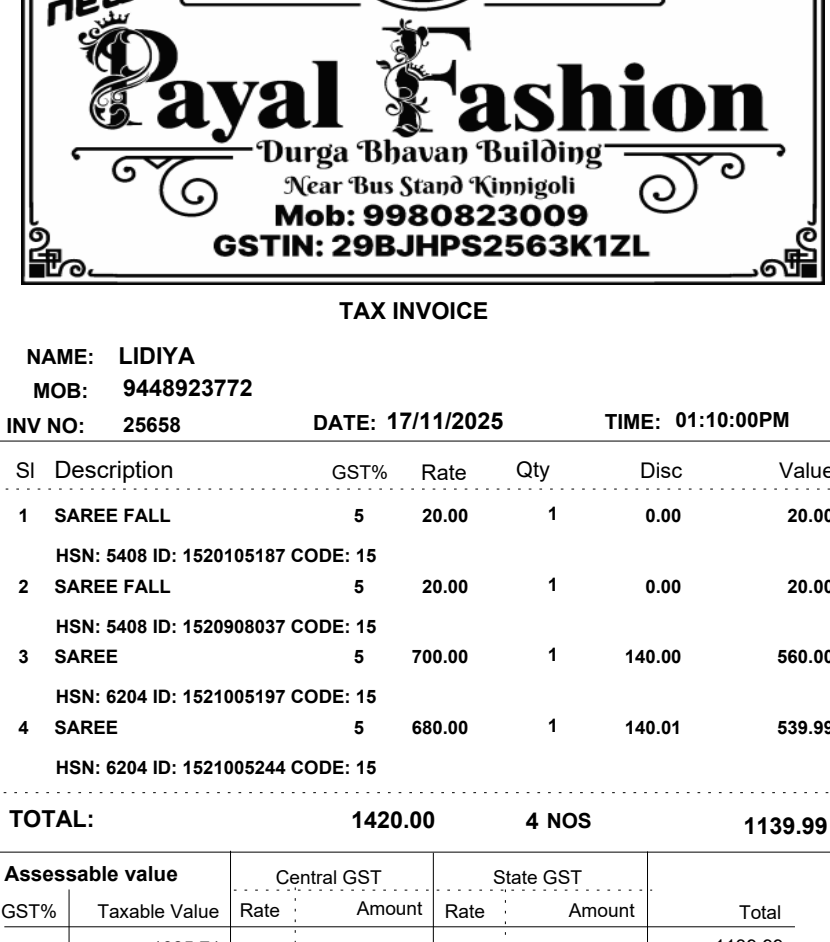 new
Payal Fashion
Durga Bhavan Building
Near Bus Stand Kinnigoli
Mob: 9980823009
GSTIN: 29BJHPS2563K1ZL
TAX INVOICE
NAME: LIDIYA
MOB: 9448923772
INV NO: 25658 DATE: 17/11/2025 TIME: 01:10:00PM
Sl Description GST% Rate Qty Disc Value
1 SAREE FALL 5 20.00 1 0.00 20.00
HSN: 5408 ID: 1520105187 CODE: 15
2 SAREE FALL 5 20.00 1 0.00 20.00
HSN: 5408 ID: 1520908037 CODE: 15
3 SAREE 5 700.00 1 140.00 560.00
HSN: 6204 ID: 1521005197 CODE: 15
4 SAREE 5 680.00 1 140.01 539.99
HSN: 6204 ID: 1521005244 CODE: 15
TOTAL: 1420.00 4 NOS 1139.99
Assessable value Central GST State GST
GST% Taxable Value Rate Amount Rate Amount Total